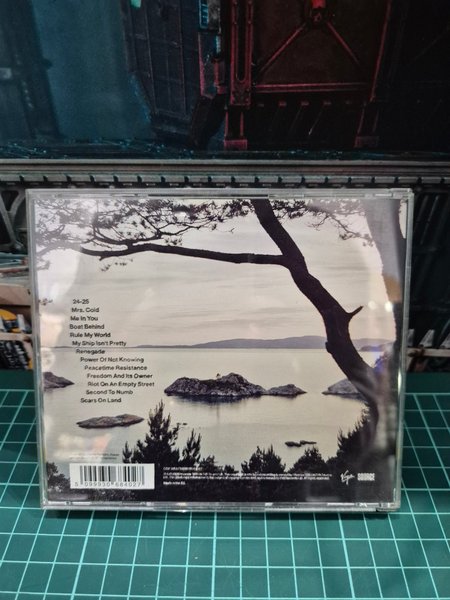 24-25
Mrs. Cold
Me In You
Boat Behind
Rule My World
My Ship Isn't Pretty
Renegade
Power Of Not Knowing
Peacetime Resistance
Freedom And Its Owner
Riot On An Empty Street
Second To Numb
Scars On Land
Virgin
SOURCE